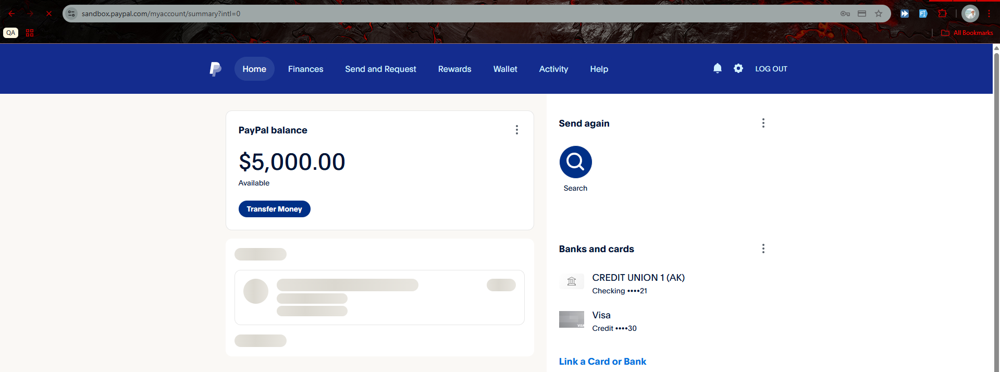 sandbox.paypal.com/myaccount/summary?intl=0
QA
All Bookmarks
Home Finances Send and Request Rewards Wallet Activity Help LOG OUT
PayPal balance
$5,000.00
Available
Transfer Money
Send again
Search
Banks and cards
CREDIT UNION 1 (AK)
Checking ••••21
Visa
VISA
Credit ••••30
Link a Card or Bank